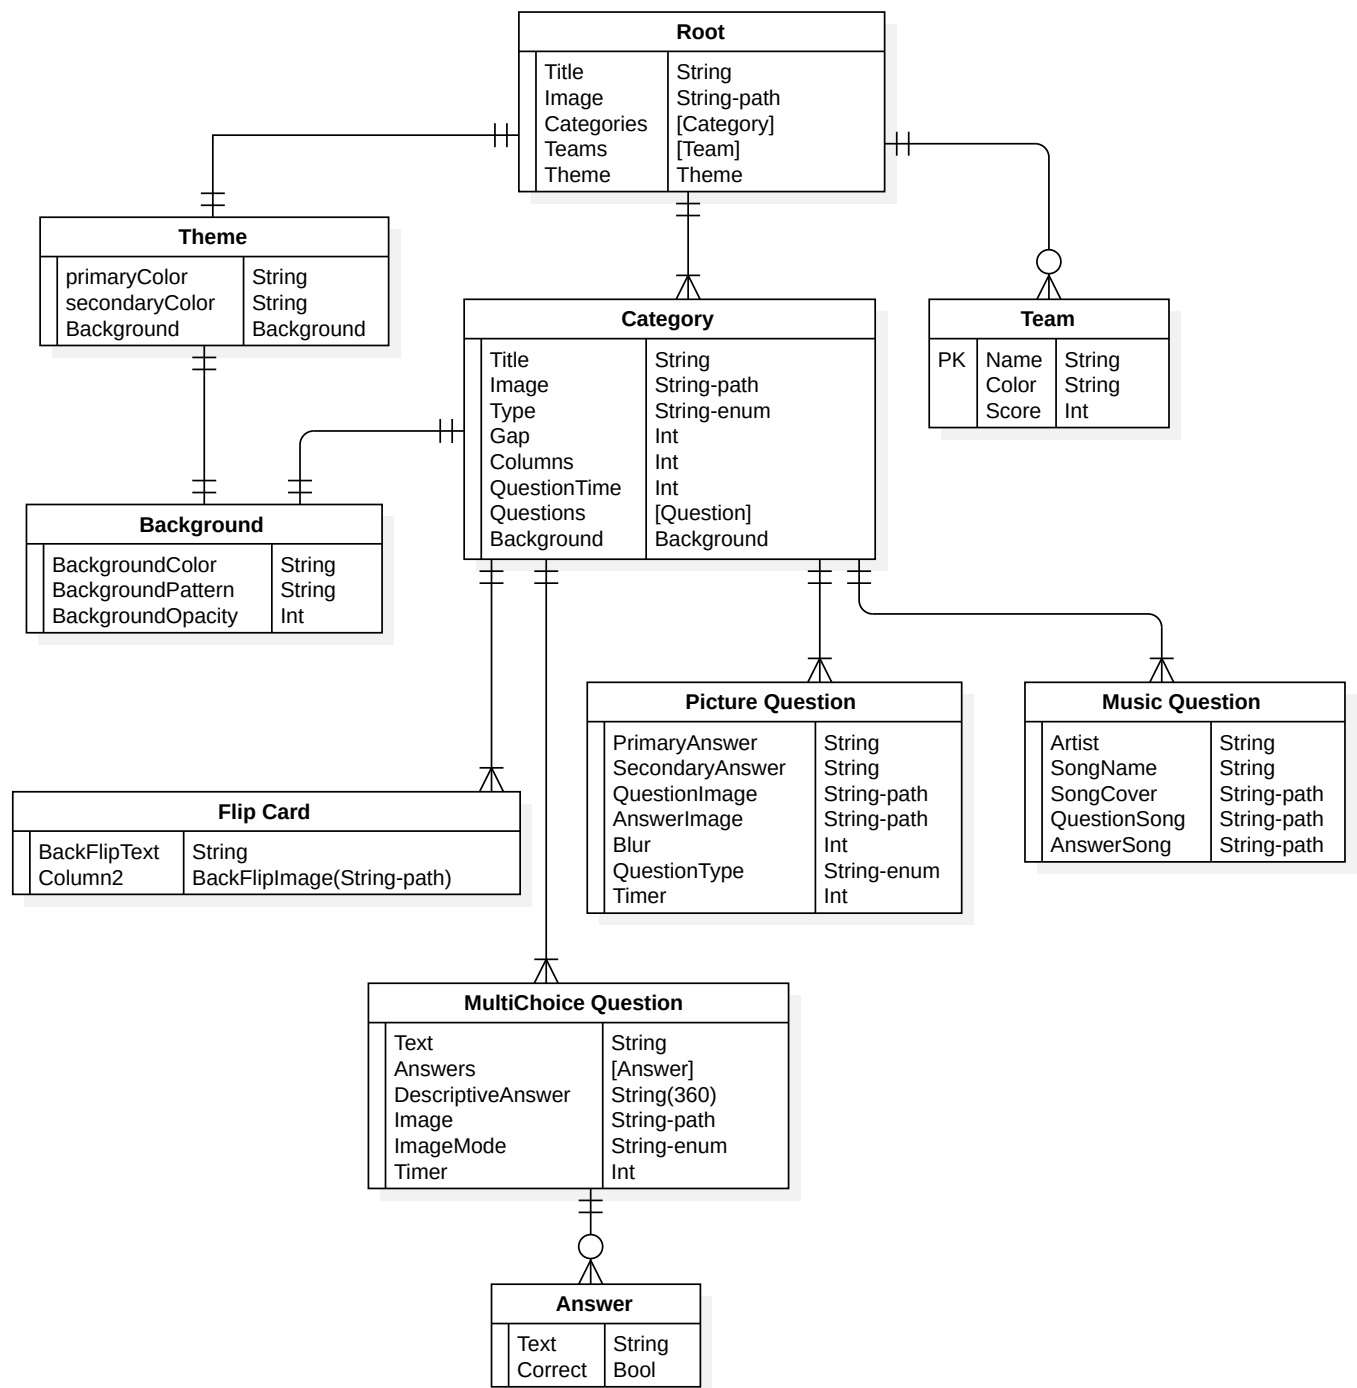 Root
Title String
Image String-path
Categories [Category]
Teams [Team]
Theme Theme
Theme
primaryColor String
secondaryColor String
Background Background
Category
Title String
Image String-path
Type String-enum
Gap Int
Columns Int
QuestionTime Int
Questions [Question]
Background Background
Team
PK Name String
Color String
Score Int
Background
BackgroundColor String
BackgroundPattern String
BackgroundOpacity Int
Picture Question
PrimaryAnswer String
SecondaryAnswer String
QuestionImage String-path
AnswerImage String-path
Blur Int
QuestionType String-enum
Timer Int
Music Question
Artist String
SongName String
SongCover String-path
QuestionSong String-path
AnswerSong String-path
Flip Card
BackFlipText String
Column2 BackFlipImage(String-path)
MultiChoice Question
Text String
Answers [Answer]
DescriptiveAnswer String(360)
Image String-path
ImageMode String-enum
Timer Int
Answer
Text String
Correct Bool